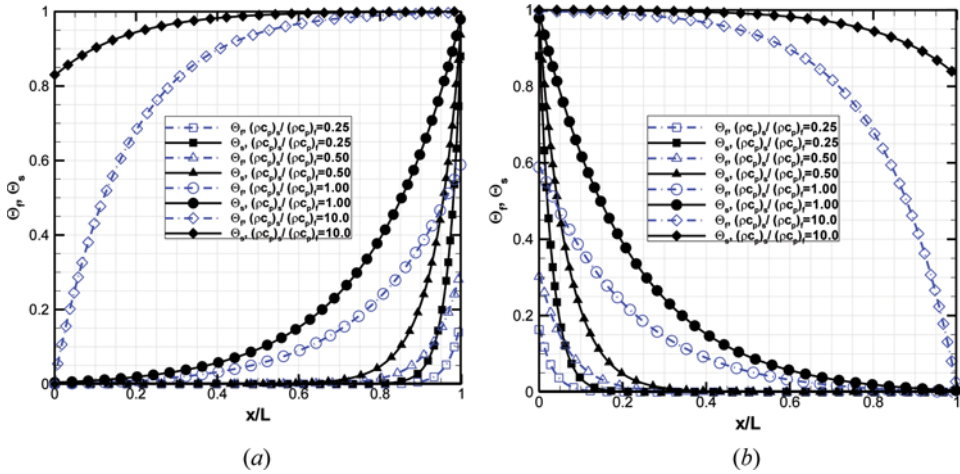 1
0.8
0.6
0.4
0.2
0
Θf, Θs
Θf, (ρcp)s/ (ρcp)f=0.25
Θs, (ρcp)s/ (ρcp)f=0.25
Θf, (ρcp)s/ (ρcp)f=0.50
Θs, (ρcp)s/ (ρcp)f=0.50
Θf, (ρcp)s/ (ρcp)f=1.00
Θs, (ρcp)s/ (ρcp)f=1.00
Θf, (ρcp)s/ (ρcp)f=10.0
Θs, (ρcp)s/ (ρcp)f=10.0
0 0.2 0.4 0.6 0.8 1
x/L
(a)
1
0.8
0.6
0.4
0.2
0
Θf, Θs
Θf, (ρcp)s/ (ρcp)f=0.25
Θs, (ρcp)s/ (ρcp)f=0.25
Θf, (ρcp)s/ (ρcp)f=0.50
Θs, (ρcp)s/ (ρcp)f=0.50
Θf, (ρcp)s/ (ρcp)f=1.00
Θs, (ρcp)s/ (ρcp)f=1.00
Θf, (ρcp)s/ (ρcp)f=10.0
Θs, (ρcp)s/ (ρcp)f=10.0
0 0.2 0.4 0.6 0.8 1
x/L
(b)